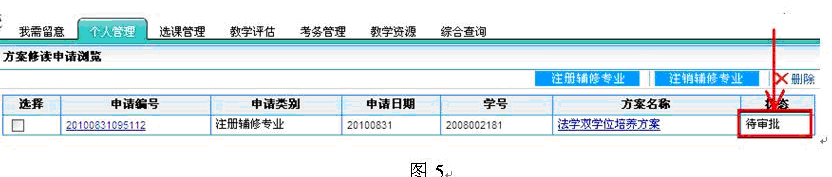 我需留意 个人管理 选课管理 教学评估 考务管理 教学资源 综合查询
方案修读申请浏览
注册辅修专业 注销辅修专业 删除
选择 申请编号 申请类别 申请日期 学号 方案名称 状态
20100831095112 注册辅修专业 20100831 2008002181 法学双学位培养方案 待审批
图 5